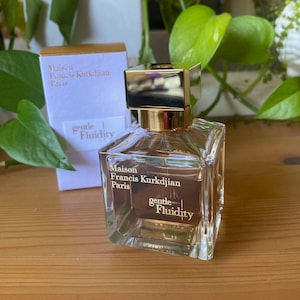 Maison
Francis Kurkdjian
Paris
gentle
Fluidity
Maison
Francis Kurkdjian
Paris
gentle
Fluidity